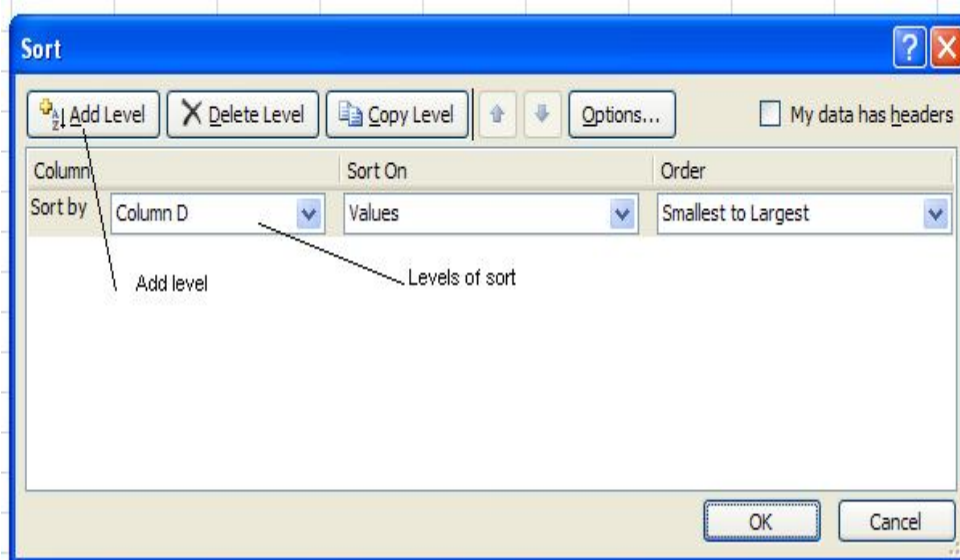 Sort
Add Level Delete Level Copy Level Options... My data has headers
Column Sort On Order
Sort by Column D Values Smallest to Largest
Add level Levels of sort
OK Cancel